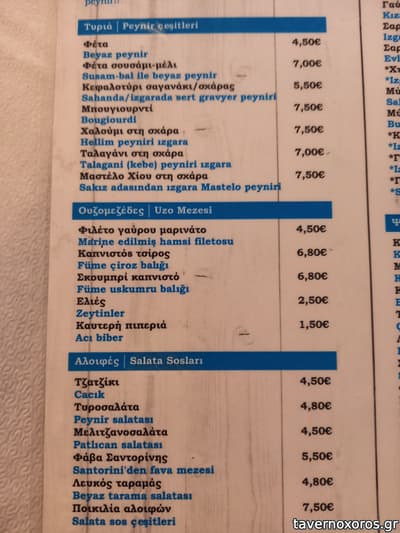 peyniri
Τυριά | Peynir çeşitleri
Φέτα 4,50€
Beyaz peynir
Φέτα σουσάμι-μέλι 7,00€
Susam-bal ile beyaz peynir
Κεφαλοτύρι σαγανάκι/σχάρας 5,50€
Sahanda/izgarada sert gravyer peyniri
Μπουγιουρντί 7,50€
Bougiourdi
Χαλούμι στη σχάρα 7,50€
Hellim peyniri ızgara
Ταλαγάνι στη σχάρα 7,00€
Talagani (kebe) peyniri ızgara
Μαστέλο Χίου στη σχάρα 7,50€
Sakız adasından ızgara Mastelo peyniri
Ουζομεζέδες | Uzo Mezesi
Φιλέτο γαύρου μαρινάτο 4,50€
Marine edilmiş hamsi filetosu
Καπνιστός τσίρος 6,80€
Füme çiroz balığı
Σκουμπρί καπνιστό 6,80€
Füme uskumru balığı
Ελιές 2,50€
Zeytinler
Καυτερή πιπεριά 1,50€
Acı biber
Αλοιφές | Salata Sosları
Τζατζίκι 4,50€
Cacık
Τυροσαλάτα 4,80€
Peynir salatası
Μελιτζανοσαλάτα 4,50€
Patlıcan salatası
Φάβα Σαντορίνης 5,50€
Santorini'den fava mezesi
Λευκός ταραμάς 4,80€
Beyaz tarama salatası
Ποικιλία αλοιφών 7,50€
Salata sos çeşitleri
tavernoxoros.gr